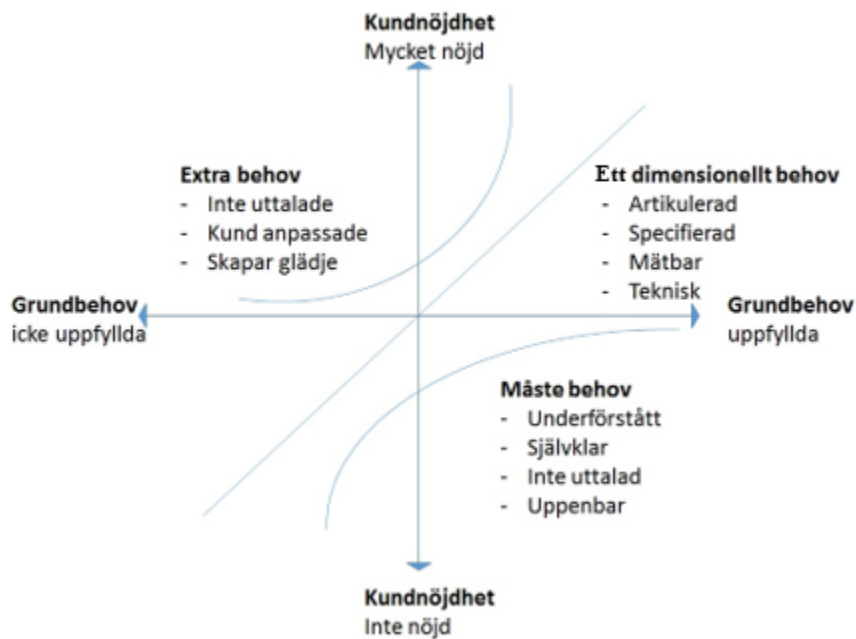 Kundnöjdhet
Mycket nöjd
Extra behov
- Inte uttalade
- Kund anpassade
- Skapar glädje
Ett dimensionellt behov
- Artikulerad
- Specifierad
- Mätbar
- Teknisk
Grundbehov
icke uppfyllda
Grundbehov
uppfyllda
Måste behov
- Underförstått
- Självklar
- Inte uttalad
- Uppenbar
Kundnöjdhet
Inte nöjd